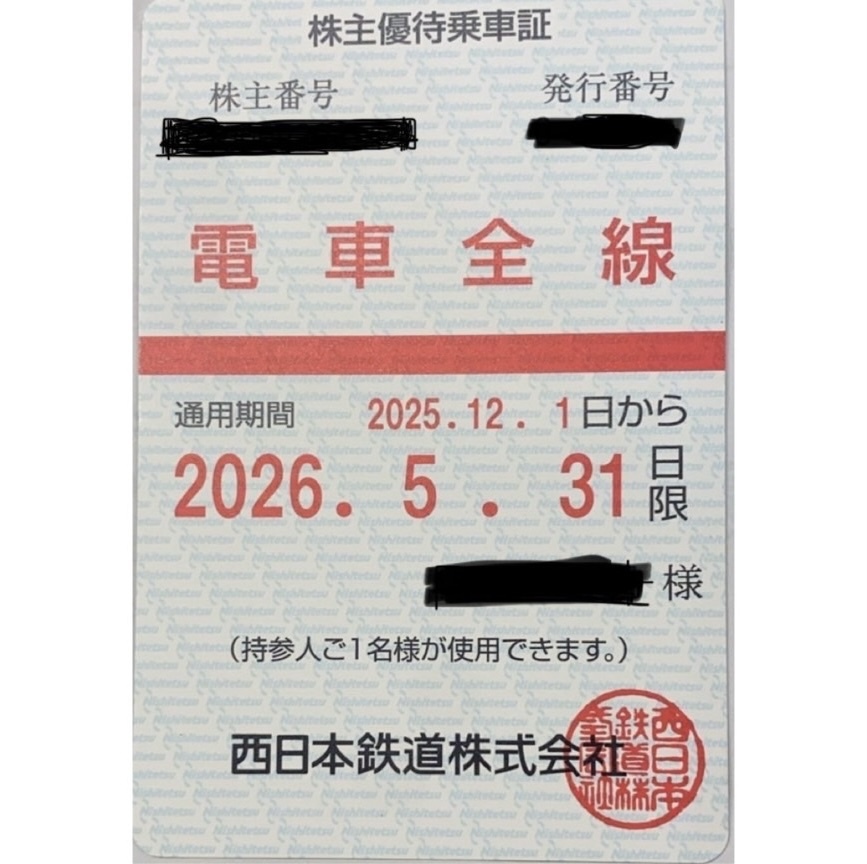 株主優待乗車証
株主番号 発行番号
電車全線
通用期間 2025.12.1日から
2026.5.31日限
様
(持参人ご1名様が使用できます。)
西日本鉄道株式会社